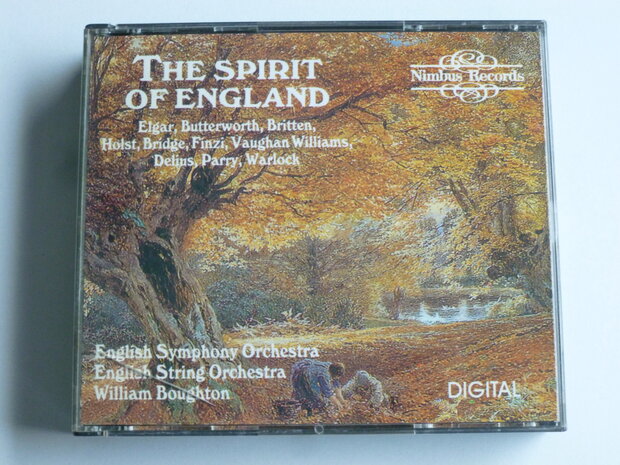 THE SPIRIT
OF ENGLAND
Elgar, Butterworth, Britten,
Holst, Bridge, Finzi, Vaughan Williams,
Delius, Parry, Warlock
Nimbus Records
English Symphony Orchestra
English String Orchestra
William Boughton
DIGITAL